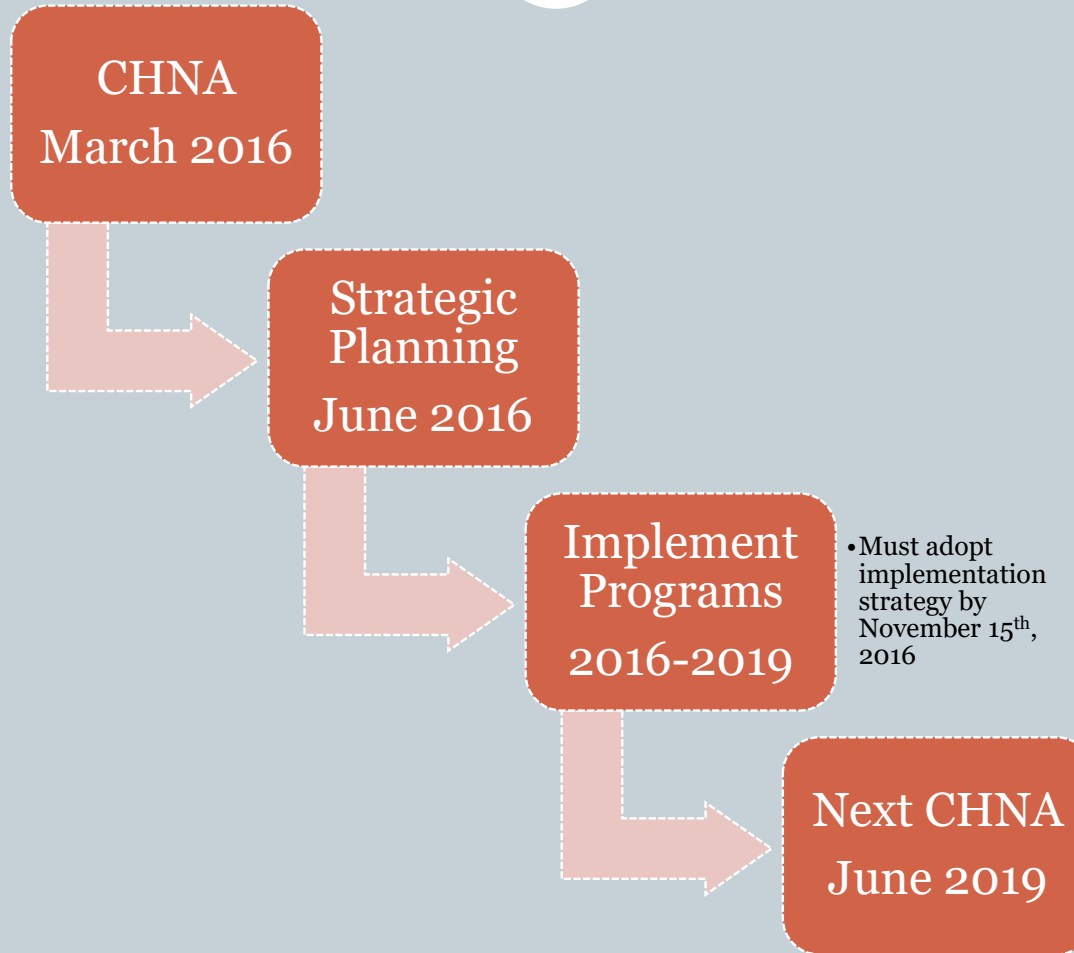 CHNA
March 2016
Strategic
Planning
June 2016
Implement
Programs
2016-2019
•Must adopt
implementation
strategy by
November 15th,
2016
Next CHNA
June 2019